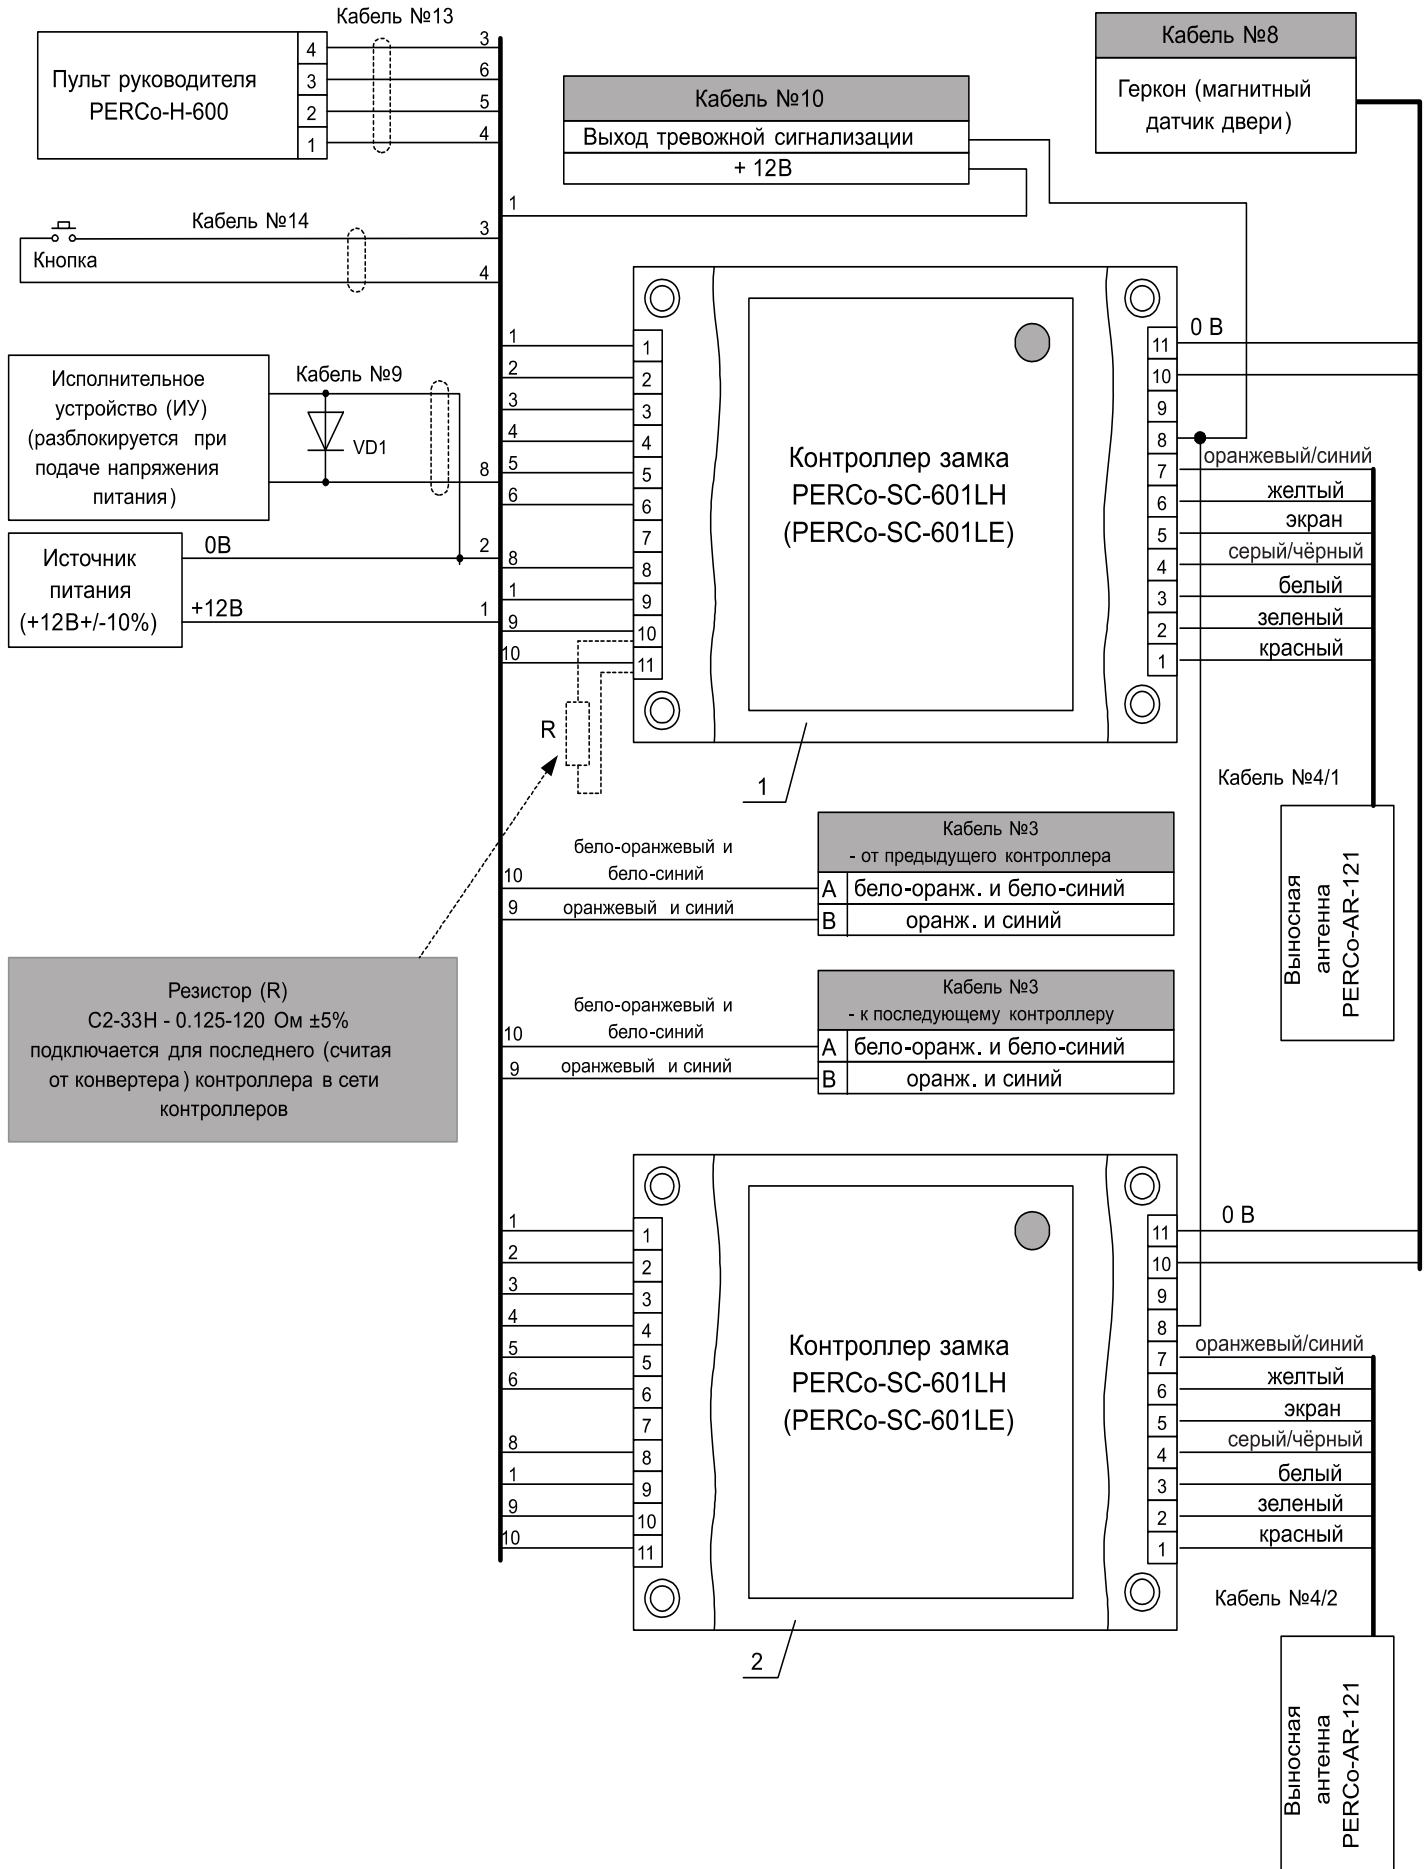 Кабель №13
Пульт руководителя
PERCo-H-600
4
3
2
1
3
6
5
4
Кабель №10
Выход тревожной сигнализации
+ 12В
1
Кабель №8
Геркон (магнитный
датчик двери)
Кабель №14
Кнопка
3
4
Исполнительное
устройство (ИУ)
(разблокируется при
подаче напряжения
питания)
Кабель №9
VD1
8
Источник
питания
(+12В+/-10%)
0В
2
+12В
1
1
2
3
4
5
6
8
1
9
10
1
2
3
4
5
6
7
8
9
10
11
Контроллер замка
PERCo-SC-601LH
(PERCo-SC-601LE)
11
10
9
8
7
6
5
4
3
2
1
0 В
оранжевый/синий
желтый
экран
серый/чёрный
белый
зеленый
красный
R
1
Кабель №4/1
Выносная
антенна
PERCo-AR-121
бело-оранжевый и
бело-синий
10
9
оранжевый и синий
Кабель №3
- от предыдущего контроллера
А бело-оранж. и бело-синий
В оранж. и синий
Резистор (R)
С2-33Н - 0.125-120 Ом ±5%
подключается для последнего (считая
от конвертера) контроллера в сети
контроллеров
бело-оранжевый и
бело-синий
10
9
оранжевый и синий
Кабель №3
- к последующему контроллеру
А бело-оранж. и бело-синий
В оранж. и синий
1
2
3
4
5
6
8
1
9
10
1
2
3
4
5
6
7
8
9
10
11
Контроллер замка
PERCo-SC-601LH
(PERCo-SC-601LE)
11
10
9
8
7
6
5
4
3
2
1
0 В
оранжевый/синий
желтый
экран
серый/чёрный
белый
зеленый
красный
2
Кабель №4/2
Выносная
антенна
PERCo-AR-121